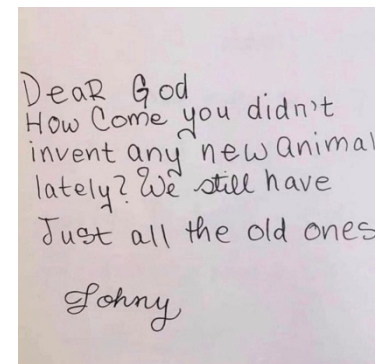 Dear God
How Come you didn't
invent any new animal
lately? We still have
Just all the old ones
Johny